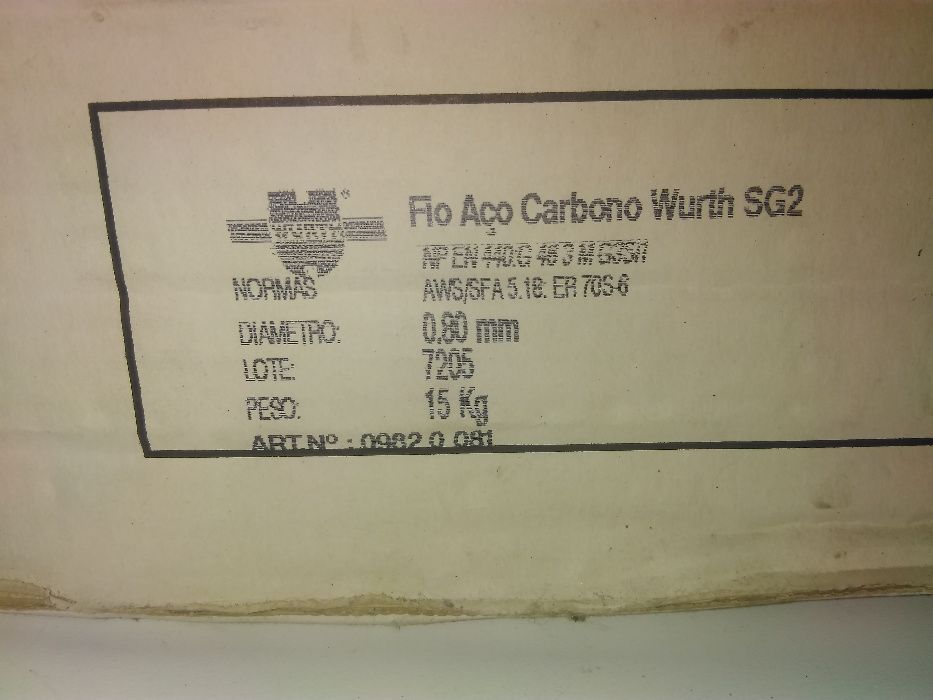 WÜRTH ®
Fio Aço Carbono Wurth SG2
NP EN 440:G 46 3 M G3Si1
NORMAS AWS/SFA 5.18: ER 70S-6
DIAMETRO: 0.80 mm
LOTE: 7205
PESO: 15 Kg
ART.Nº : 0982 0 081